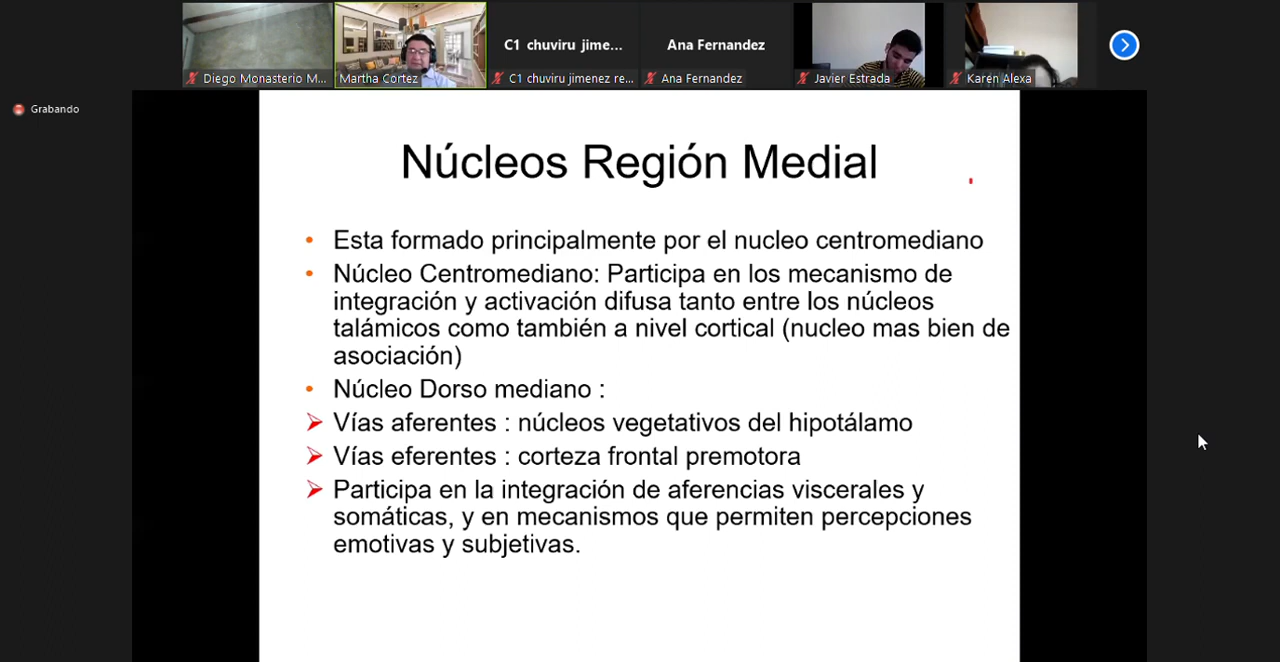 C1 chuviru jime...
Ana Fernandez
Diego Monasterio M...
Martha Cortez
C1 chuviru jimenez re...
Ana Fernandez
Javier Estrada
Karen Alexa
Grabando
Núcleos Región Medial
Esta formado principalmente por el nucleo centromediano
Núcleo Centromediano: Participa en los mecanismo de
integración y activación difusa tanto entre los núcleos
talámicos como también a nivel cortical (nucleo mas bien de
asociación)
Núcleo Dorso mediano :
Vías aferentes : núcleos vegetativos del hipotálamo
Vías eferentes : corteza frontal premotora
Participa en la integración de aferencias viscerales y
somáticas, y en mecanismos que permiten percepciones
emotivas y subjetivas.